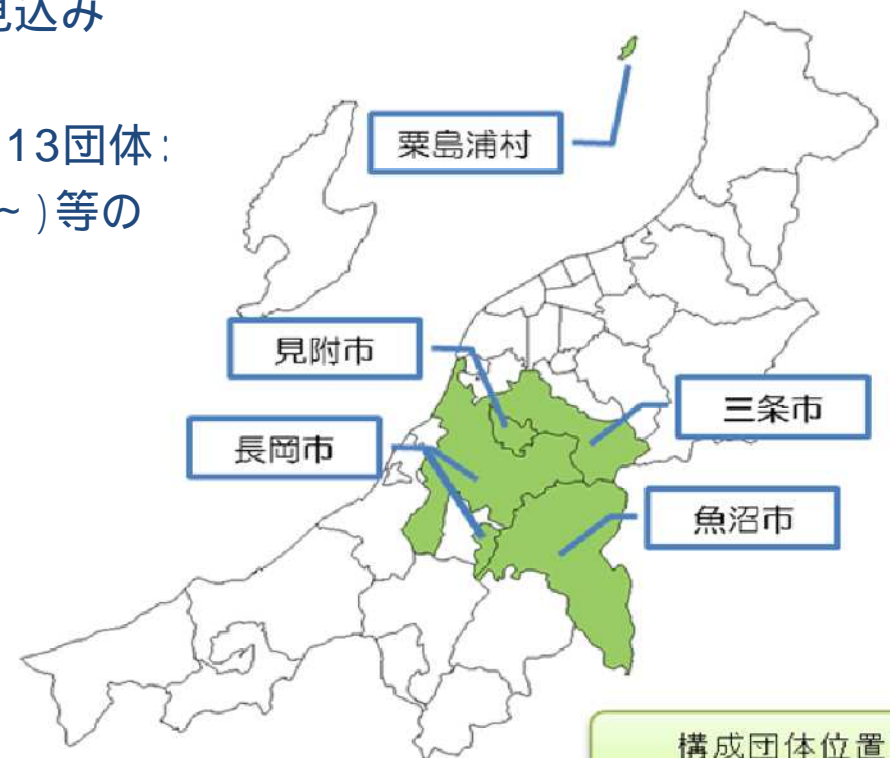 見込み
13団体:
~ )等の
粟島浦村
見附市
三条市
長岡市
魚沼市
構成団体位置